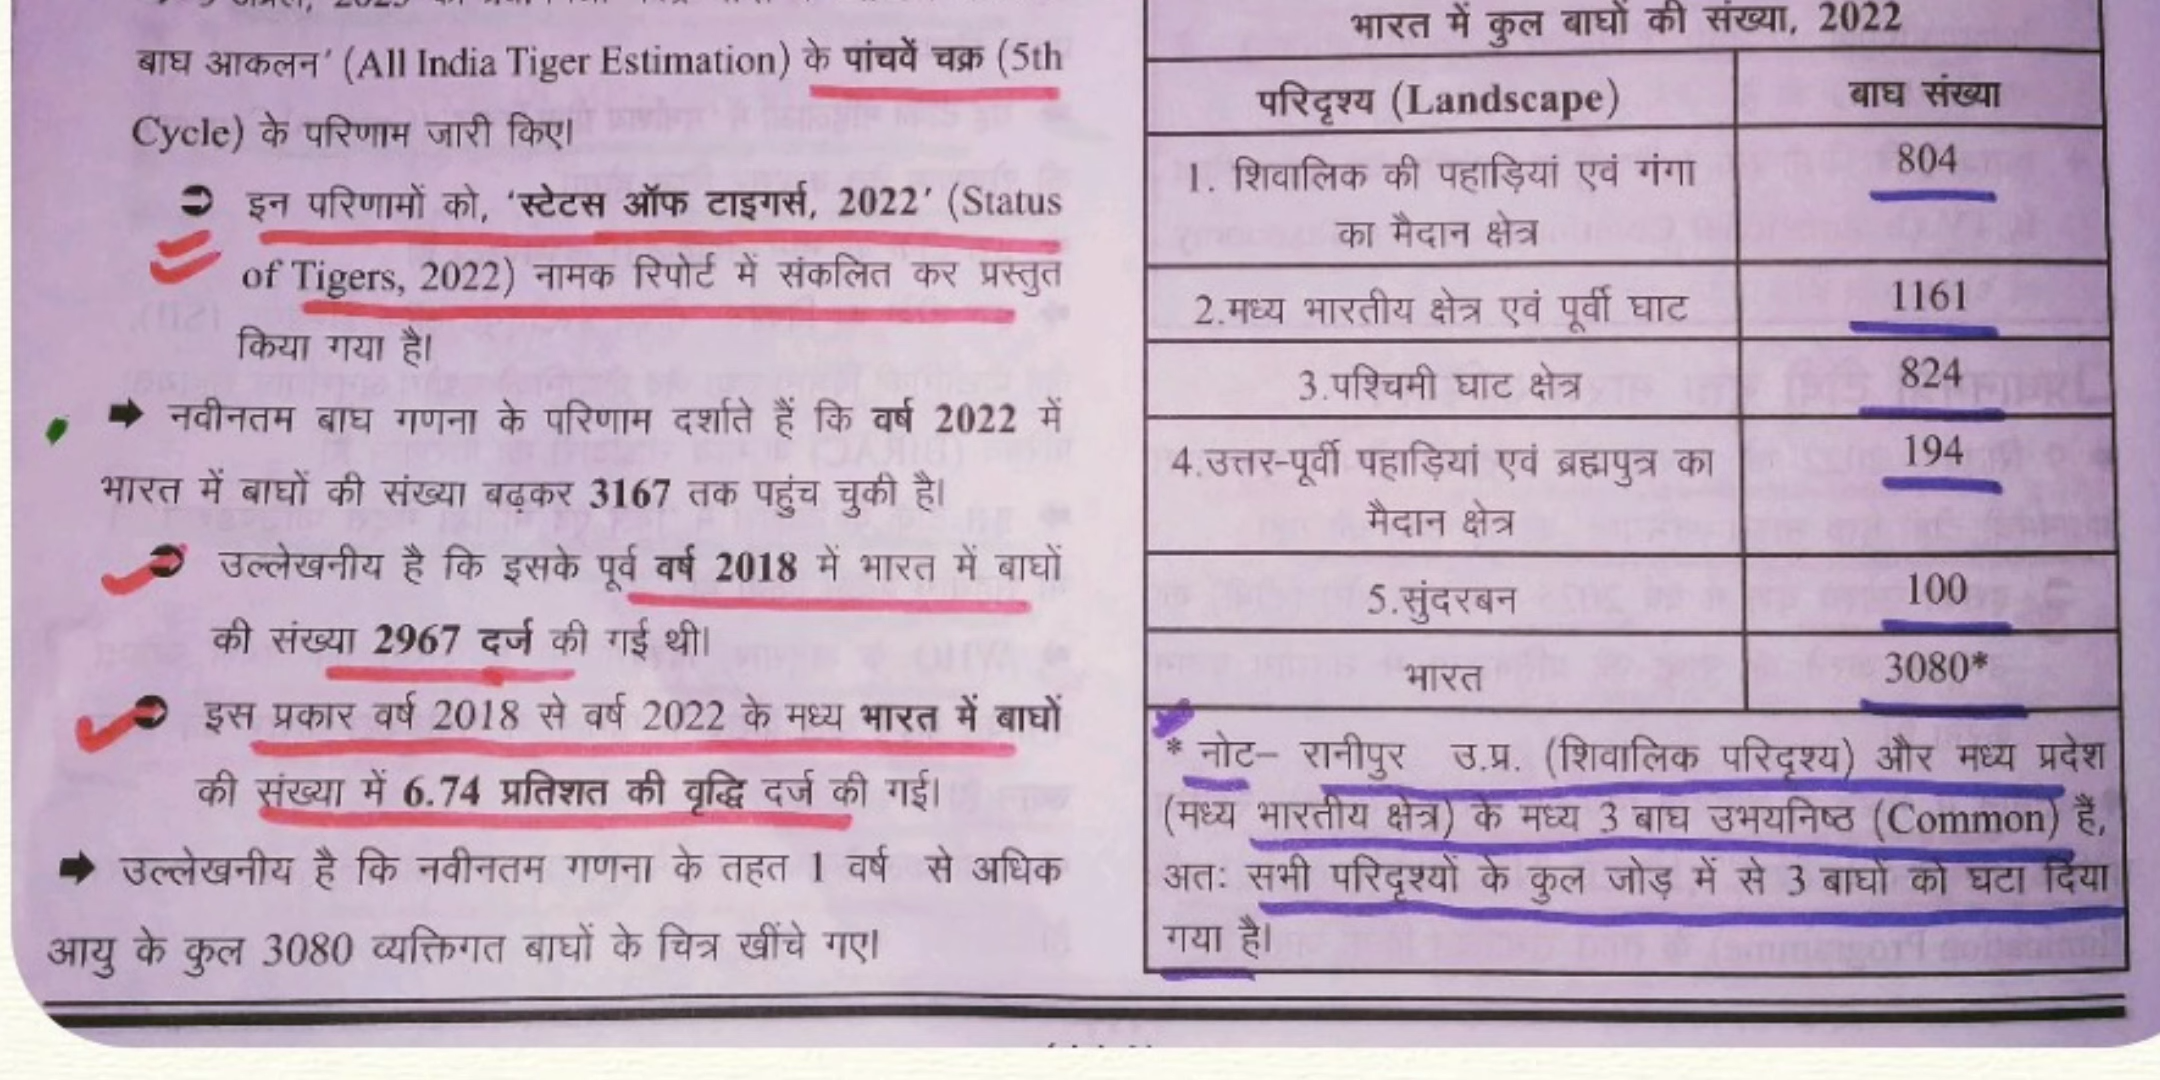 बाघ आकलन’ (All India Tiger Estimation) के पांचवें चक्र (5th
Cycle) के परिणाम जारी किए।
➲ इन परिणामों को, ‘स्टेटस ऑफ टाइगर्स, 2022’ (Status
of Tigers, 2022) नामक रिपोर्ट में संकलित कर प्रस्तुत
किया गया है।
➡ नवीनतम बाघ गणना के परिणाम दर्शाते हैं कि वर्ष 2022 में
भारत में बाघों की संख्या बढ़कर 3167 तक पहुंच चुकी है।
➲ उल्लेखनीय है कि इसके पूर्व वर्ष 2018 में भारत में बाघों
की संख्या 2967 दर्ज की गई थी।
➲ इस प्रकार वर्ष 2018 से वर्ष 2022 के मध्य भारत में बाघों
की संख्या में 6.74 प्रतिशत की वृद्धि दर्ज की गई।
➡ उल्लेखनीय है कि नवीनतम गणना के तहत 1 वर्ष से अधिक
आयु के कुल 3080 व्यक्तिगत बाघों के चित्र खींचे गए।
भारत में कुल बाघों की संख्या, 2022
परिदृश्य (Landscape) बाघ संख्या
1. शिवालिक की पहाड़ियां एवं गंगा 804
का मैदान क्षेत्र
2.मध्य भारतीय क्षेत्र एवं पूर्वी घाट 1161
3.पश्चिमी घाट क्षेत्र 824
4.उत्तर-पूर्वी पहाड़ियां एवं ब्रह्मपुत्र का 194
मैदान क्षेत्र
5.सुंदरबन 100
भारत 3080*
* नोट– रानीपुर उ.प्र. (शिवालिक परिदृश्य) और मध्य प्रदेश
(मध्य भारतीय क्षेत्र) के मध्य 3 बाघ उभयनिष्ठ (Common) हैं,
अतः सभी परिदृश्यों के कुल जोड़ में से 3 बाघों को घटा दिया
गया है।